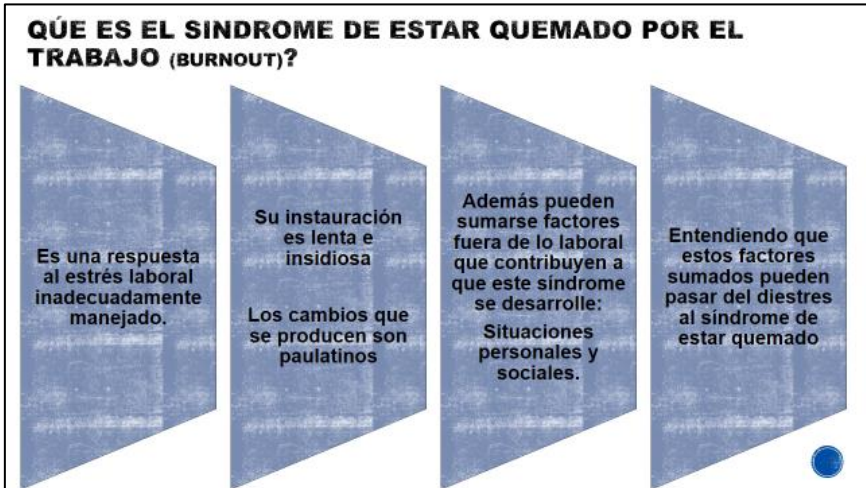 QÚE ES EL SINDROME DE ESTAR QUEMADO POR EL
TRABAJO (BURNOUT)?
Es una respuesta
al estrés laboral
inadecuadamente
manejado.
Su instauración
es lenta e
insidiosa
Los cambios que
se producen son
paulatinos
Además pueden
sumarse factores
fuera de lo laboral
que contribuyen a
que este síndrome
se desarrolle:
Situaciones
personales y
sociales.
Entendiendo que
estos factores
sumados pueden
pasar del diestres
al síndrome de
estar quemado